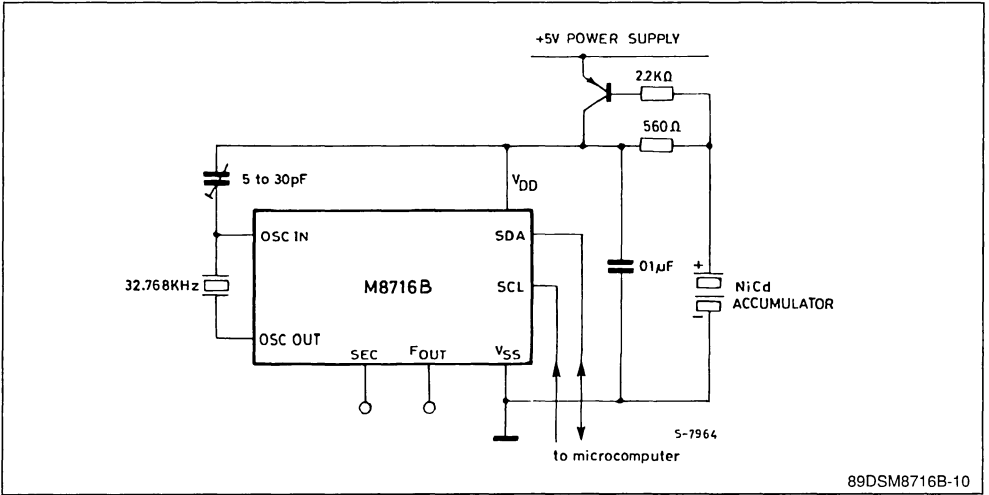 +5V POWER SUPPLY
2.2KΩ
560Ω
5 to 30pF
VDD
OSC IN
SDA
32.768KHz
M8716B
SCL
01µF
+
NiCd
ACCUMULATOR
-
OSC OUT
SEC
FOUT
VSS
S-7964
to microcomputer
89DSM8716B-10